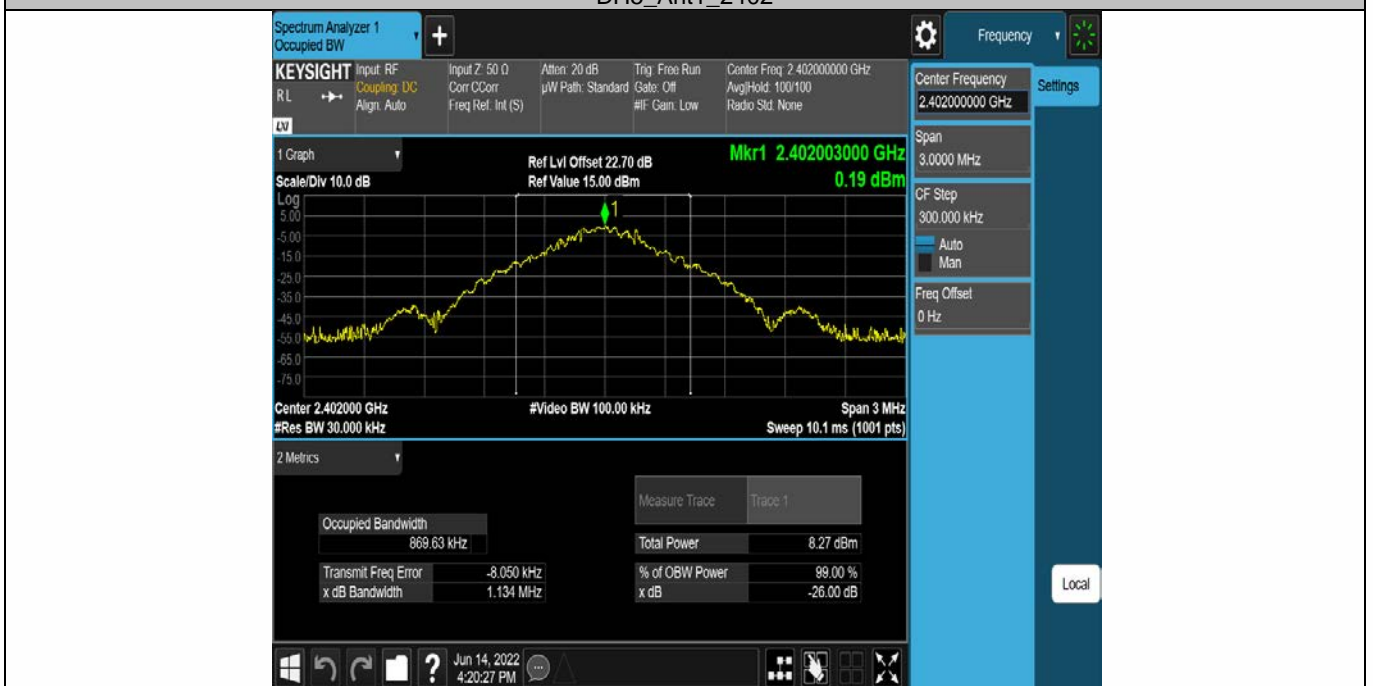 DH5_Ant1_2402
Spectrum Analyzer 1
Occupied BW
+
Frequency
KEYSIGHT
RL
LXI
Input: RF
Coupling: DC
Align: Auto
Input Z: 50 Ω
Corr CCorr
Freq Ref: Int (S)
Atten: 20 dB
µW Path: Standard
Trig: Free Run
Gate: Off
#IF Gain: Low
Center Freq: 2.402000000 GHz
Avg|Hold: 100/100
Radio Std: None
Center Frequency
2.402000000 GHz
Settings
Span
3.0000 MHz
CF Step
300.000 kHz
Auto
Man
Freq Offset
0 Hz
1 Graph
Scale/Div 10.0 dB
Ref Lvl Offset 22.70 dB
Ref Value 15.00 dBm
Mkr1 2.402003000 GHz
0.19 dBm
Log
1
5.00
-5.00
-15.0
-25.0
-35.0
-45.0
-55.0
-65.0
-75.0
Center 2.402000 GHz
#Video BW 100.00 kHz
Span 3 MHz
#Res BW 30.000 kHz
Sweep 10.1 ms (1001 pts)
2 Metrics
Measure Trace
Trace 1
Occupied Bandwidth
869.63 kHz
Total Power
8.27 dBm
Transmit Freq Error
-8.050 kHz
% of OBW Power
99.00 %
x dB Bandwidth
1.134 MHz
x dB
-26.00 dB
Local
?
Jun 14, 2022
4:20:27 PM